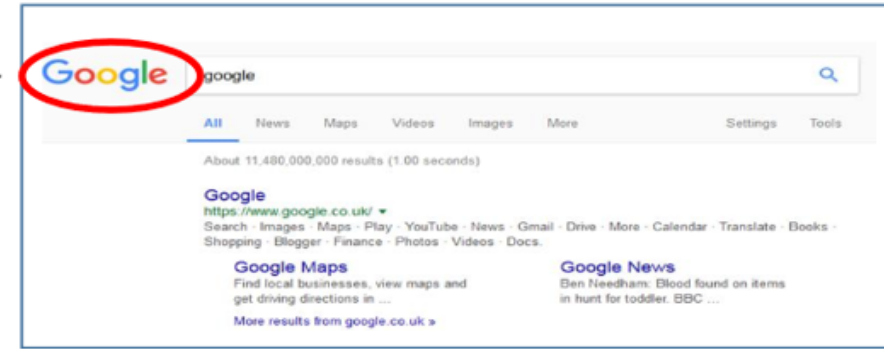 Google google
All News Maps Videos Images More Settings Tools
About 11,480,000,000 results (1.00 seconds)
Google
https://www.google.co.uk/
Search · Images · Maps · Play · YouTube · News · Gmail · Drive · More · Calendar · Translate · Books ·
Shopping · Blogger · Finance · Photos · Videos · Docs.
Google Maps
Find local businesses, view maps and
get driving directions in ...
More results from google.co.uk »
Google News
Ben Needham: Blood found on items
in hunt for toddler. BBC ...